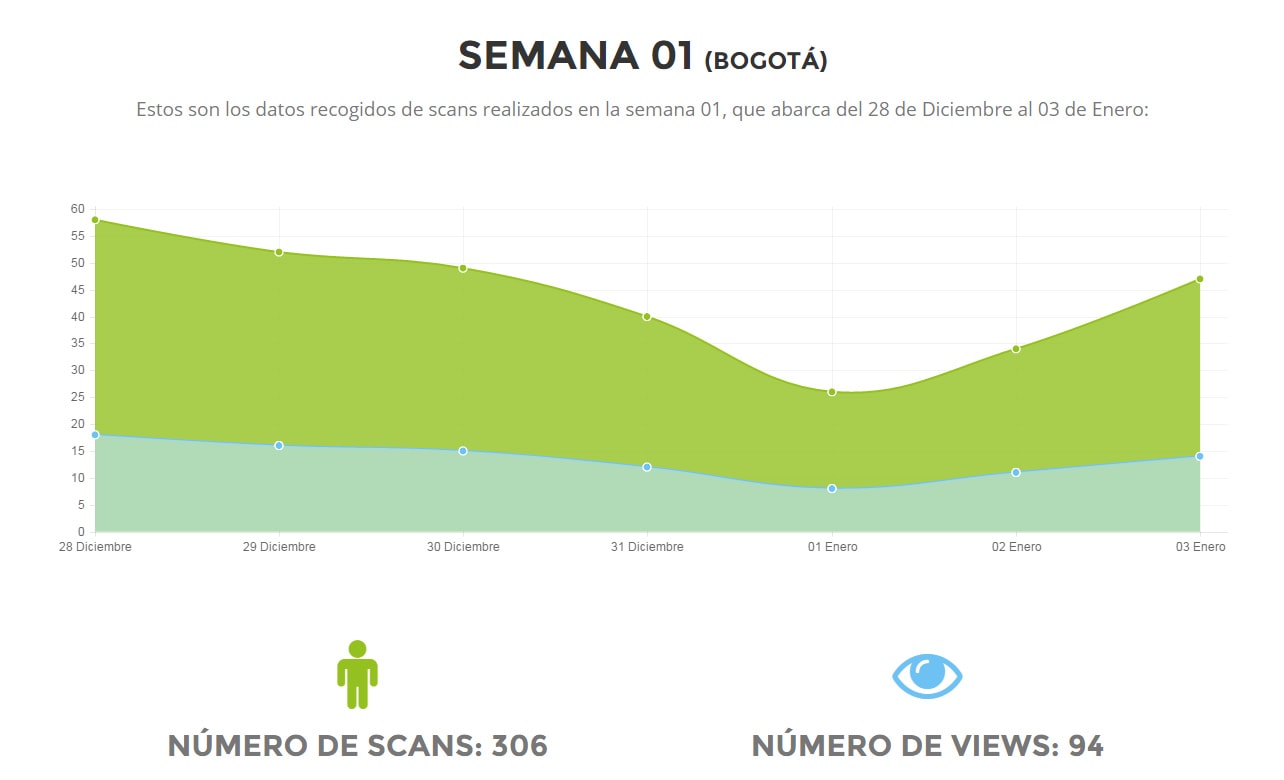 SEMANA 01 (BOGOTÁ)
Estos son los datos recogidos de scans realizados en la semana 01, que abarca del 28 de Diciembre al 03 de Enero:
60
55
50
45
40
35
30
25
20
15
10
5
0
28 Diciembre 29 Diciembre 30 Diciembre 31 Diciembre 01 Enero 02 Enero 03 Enero
NÚMERO DE SCANS: 306
NÚMERO DE VIEWS: 94